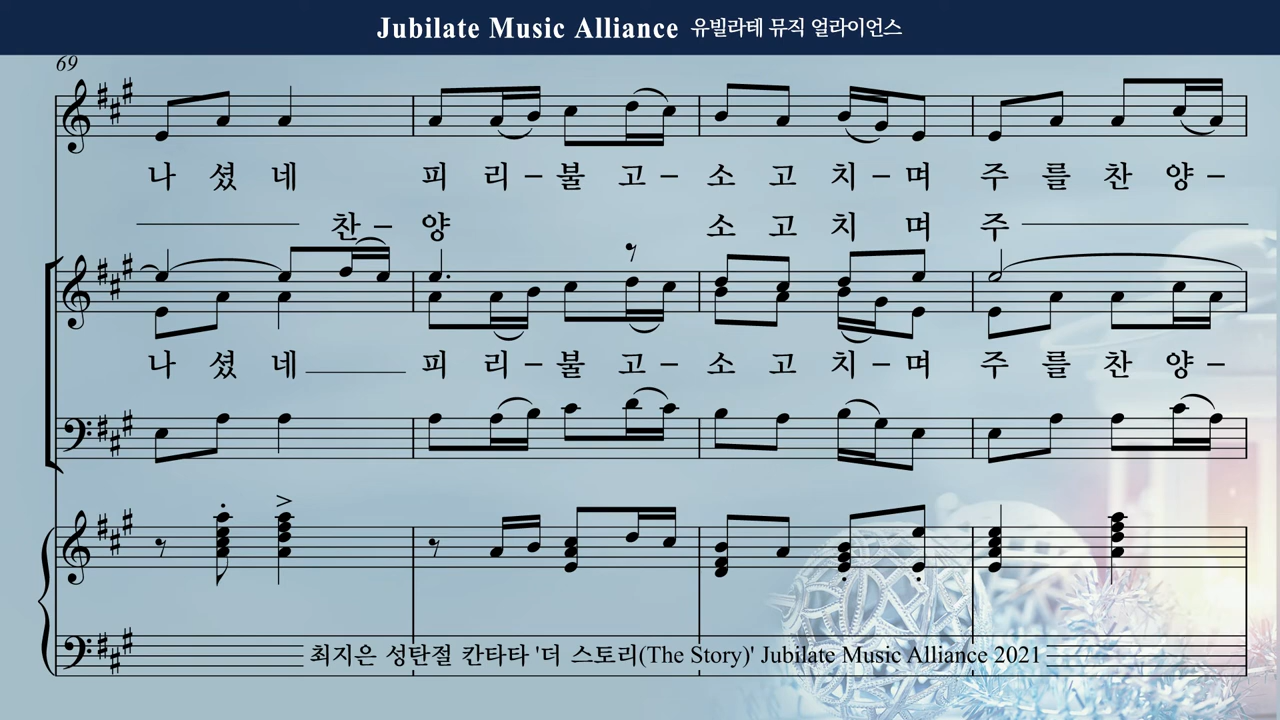 Jubilate Music Alliance 유빌라테 뮤직 얼라이언스
69
나 셨 네 피 리 – 불 고 – 소 고 치 – 며 주 를 찬 양 –
찬 – 양 소 고 치 며 주
나 셨 네 피 리 – 불 고 – 소 고 치 – 며 주 를 찬 양 –
최지은 성탄절 칸타타 '더 스토리(The Story)' Jubilate Music Alliance 2021